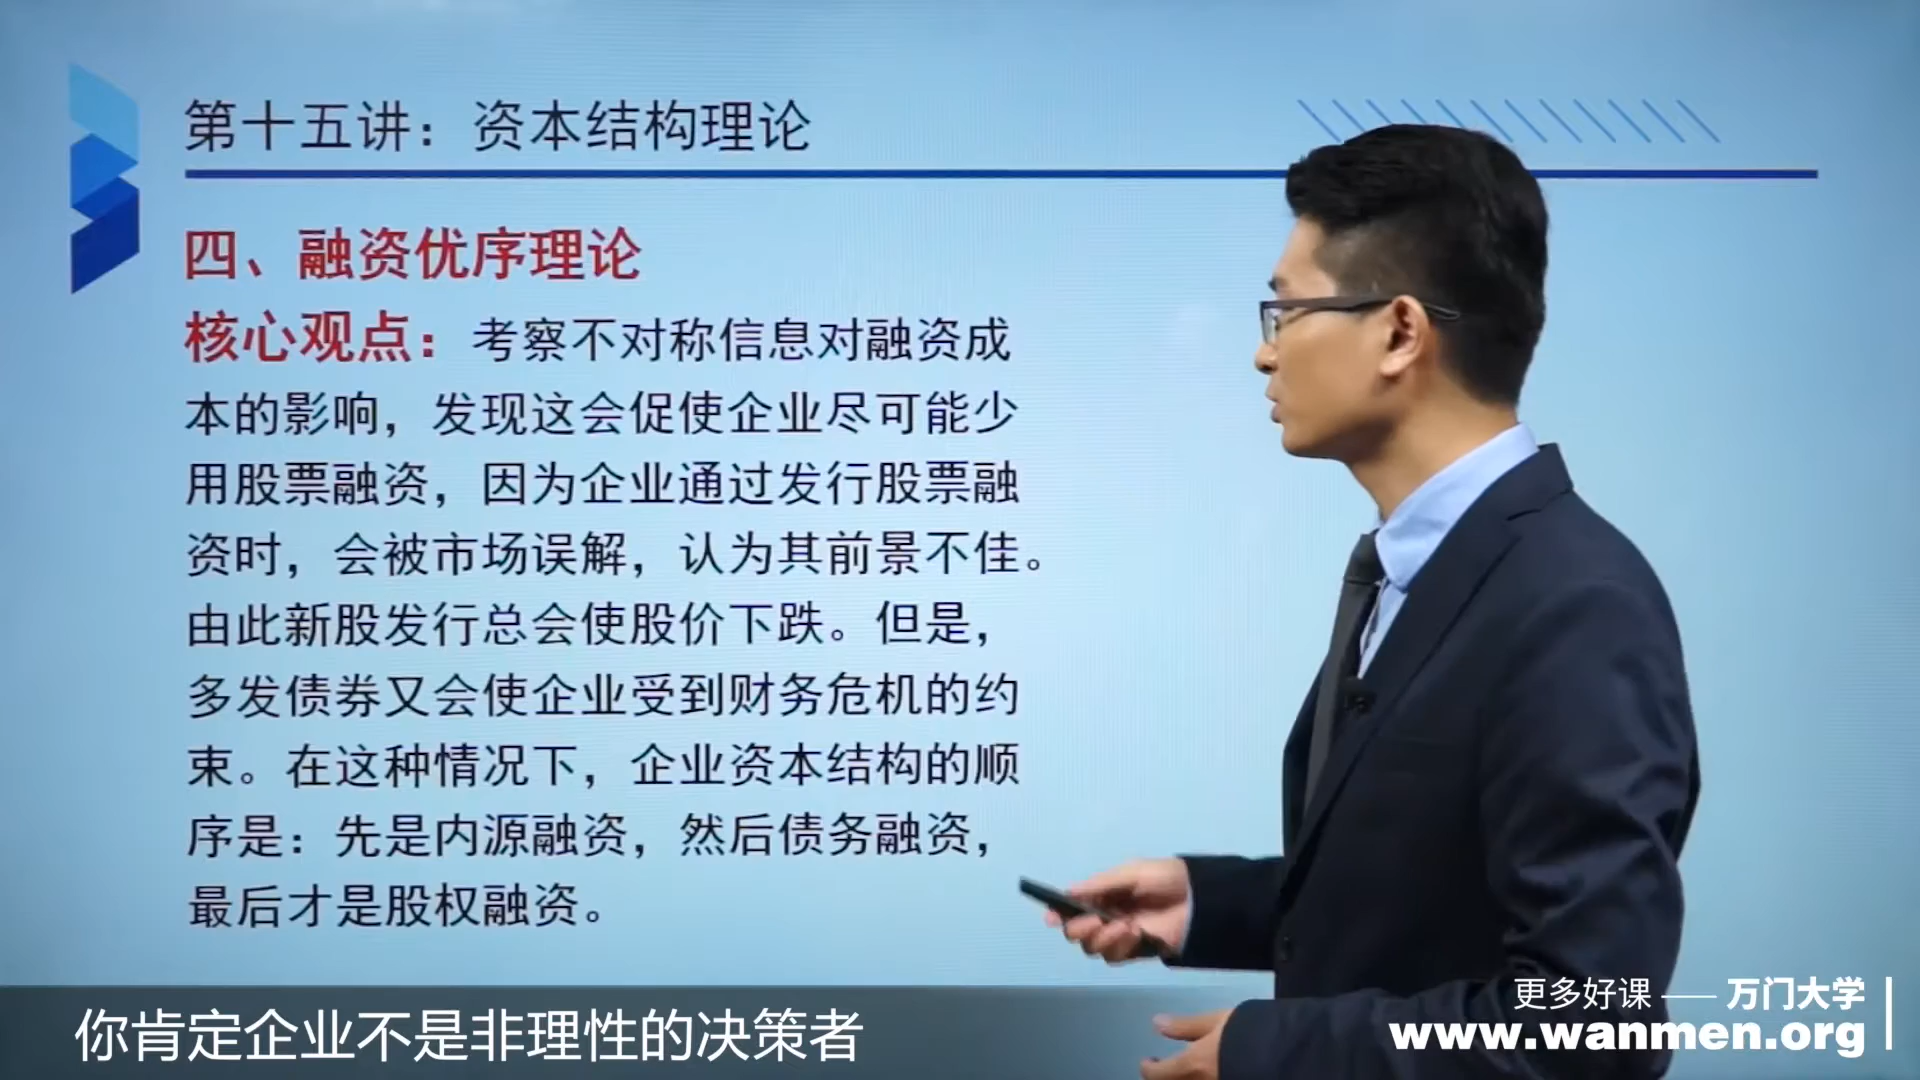 第十五讲：资本结构理论
四、融资优序理论
核心观点：考察不对称信息对融资成
本的影响，发现这会促使企业尽可能少
用股票融资，因为企业通过发行股票融
资时，会被市场误解，认为其前景不佳。
由此新股发行总会使股价下跌。但是，
多发债券又会使企业受到财务危机的约
束。在这种情况下，企业资本结构的顺
序是：先是内源融资，然后债务融资，
最后才是股权融资。
你肯定企业不是非理性的决策者
更多好课 —— 万门大学
www.wanmen.org